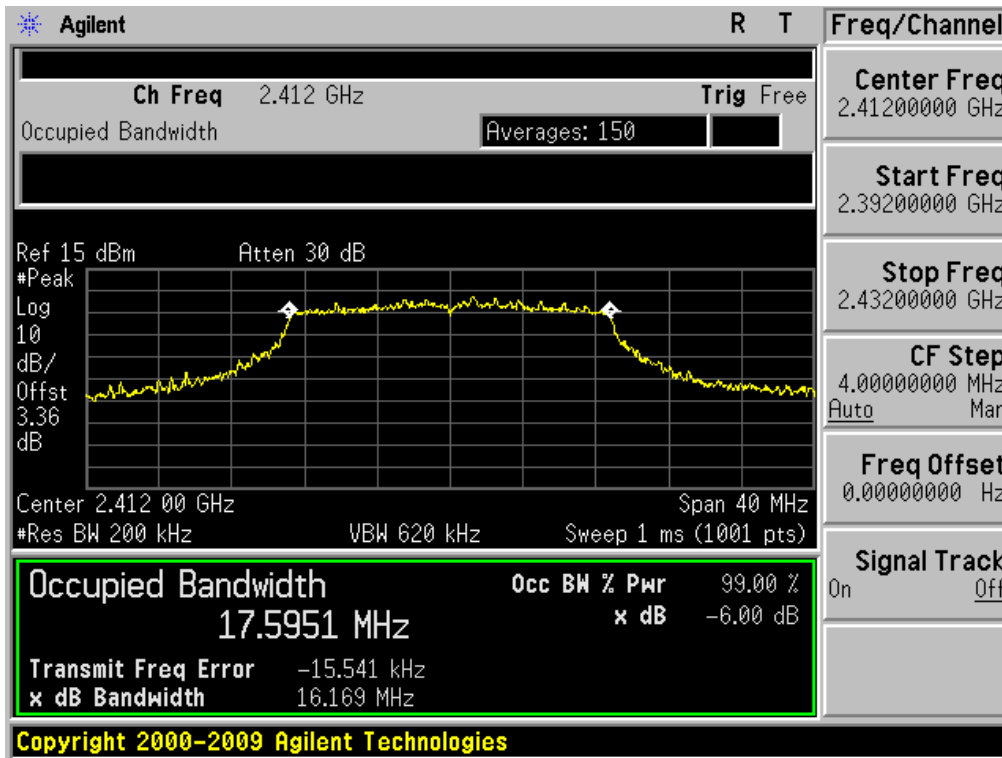 Agilent R T
Ch Freq 2.412 GHz Trig Free
Occupied Bandwidth Averages: 150
Ref 15 dBm Atten 30 dB
#Peak
Log
10
dB/
Offst
3.36
dB
Center 2.412 00 GHz Span 40 MHz
#Res BW 200 kHz VBW 620 kHz Sweep 1 ms (1001 pts)
Occupied Bandwidth Occ BW % Pwr 99.00 %
17.5951 MHz x dB -6.00 dB
Transmit Freq Error -15.541 kHz
x dB Bandwidth 16.169 MHz
Copyright 2000-2009 Agilent Technologies
Freq/Channel
Center Freq
2.41200000 GHz
Start Freq
2.39200000 GHz
Stop Freq
2.43200000 GHz
CF Step
4.00000000 MHz
Auto Man
Freq Offset
0.00000000 Hz
Signal Track
On Off